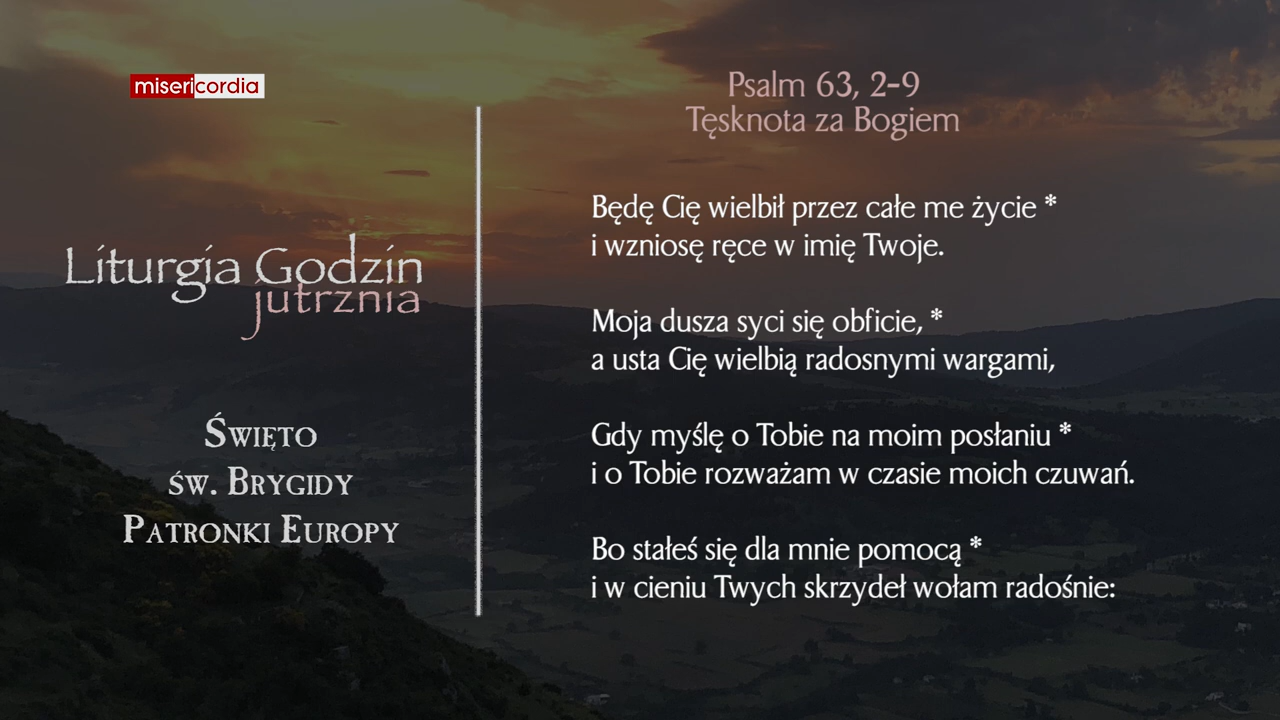 misericordia
Liturgia Godzin
jutrznia
Święto
św. Brygidy
Patronki Europy
Psalm 63, 2-9
Tęsknota za Bogiem
Będę Cię wielbił przez całe me życie *
i wzniosę ręce w imię Twoje.
Moja dusza syci się obficie, *
a usta Cię wielbią radosnymi wargami,
Gdy myślę o Tobie na moim posłaniu *
i o Tobie rozważam w czasie moich czuwań.
Bo stałeś się dla mnie pomocą *
i w cieniu Twych skrzydeł wołam radośnie: